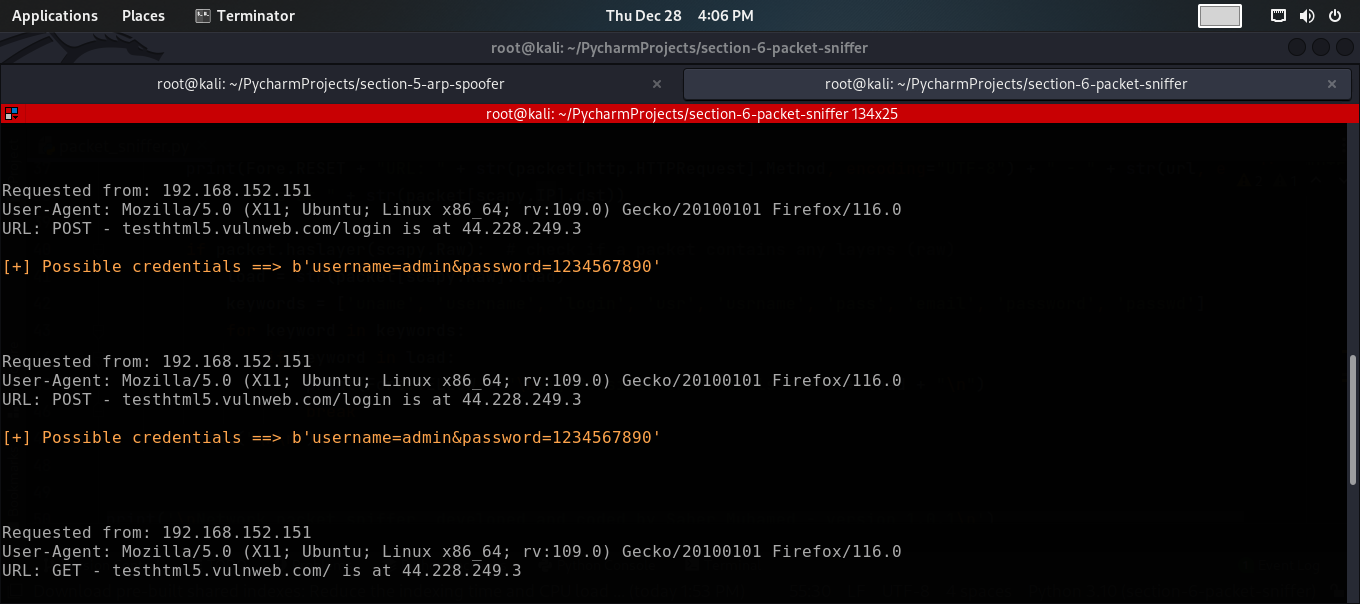 Applications Places Terminator Thu Dec 28 4:06 PM
root@kali: ~/PycharmProjects/section-6-packet-sniffer
root@kali: ~/PycharmProjects/section-5-arp-spoofer × root@kali: ~/PycharmProjects/section-6-packet-sniffer ×
root@kali: ~/PycharmProjects/section-6-packet-sniffer 134x25
Requested from: 192.168.152.151
User-Agent: Mozilla/5.0 (X11; Ubuntu; Linux x86_64; rv:109.0) Gecko/20100101 Firefox/116.0
URL: POST - testhtml5.vulnweb.com/login is at 44.228.249.3
[+] Possible credentials ==> b'username=admin&password=1234567890'
Requested from: 192.168.152.151
User-Agent: Mozilla/5.0 (X11; Ubuntu; Linux x86_64; rv:109.0) Gecko/20100101 Firefox/116.0
URL: POST - testhtml5.vulnweb.com/login is at 44.228.249.3
[+] Possible credentials ==> b'username=admin&password=1234567890'
Requested from: 192.168.152.151
User-Agent: Mozilla/5.0 (X11; Ubuntu; Linux x86_64; rv:109.0) Gecko/20100101 Firefox/116.0
URL: GET - testhtml5.vulnweb.com/ is at 44.228.249.3